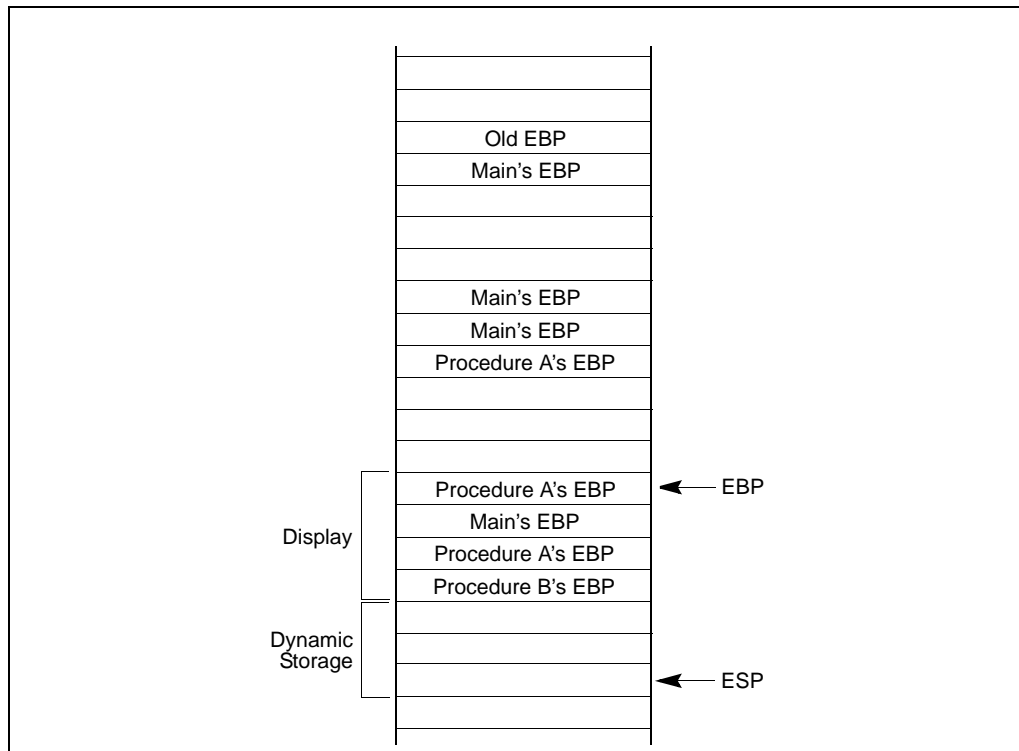 Old EBP
Main’s EBP
Main’s EBP
Main’s EBP
Procedure A’s EBP
Procedure A’s EBP
EBP
Main’s EBP
Display
Procedure A’s EBP
Procedure B’s EBP
Dynamic
Storage
ESP